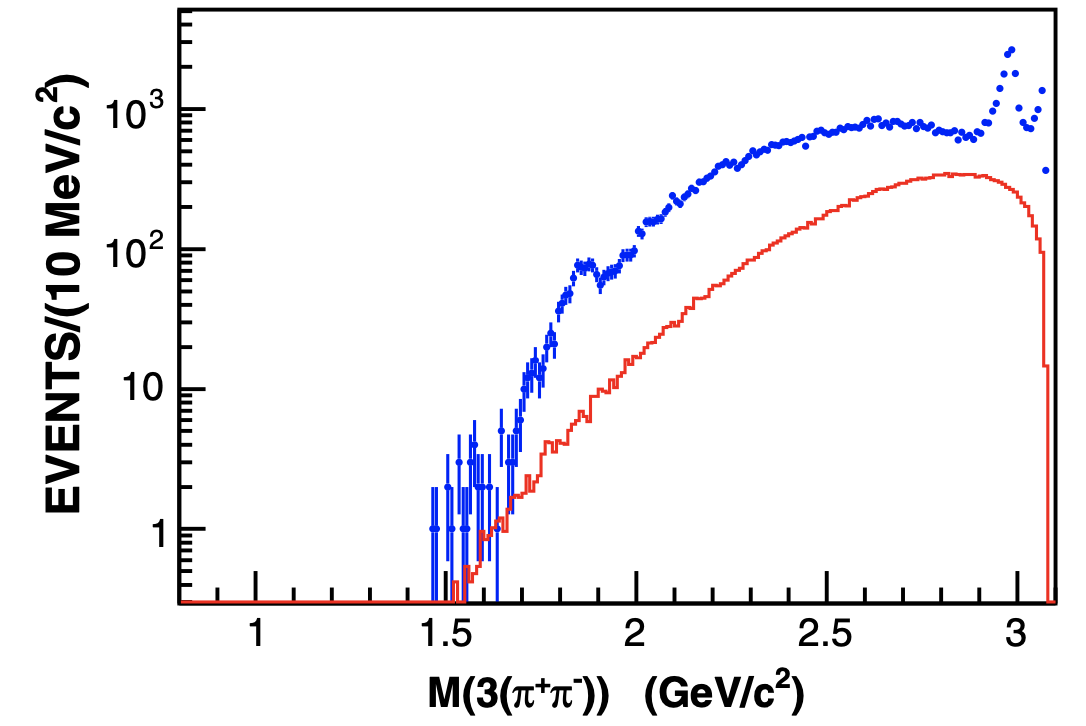 EVENTS/(10 MeV/c²)
10³
10²
10
1
1 1.5 2 2.5 3
M(3(π⁺π⁻)) (GeV/c²)